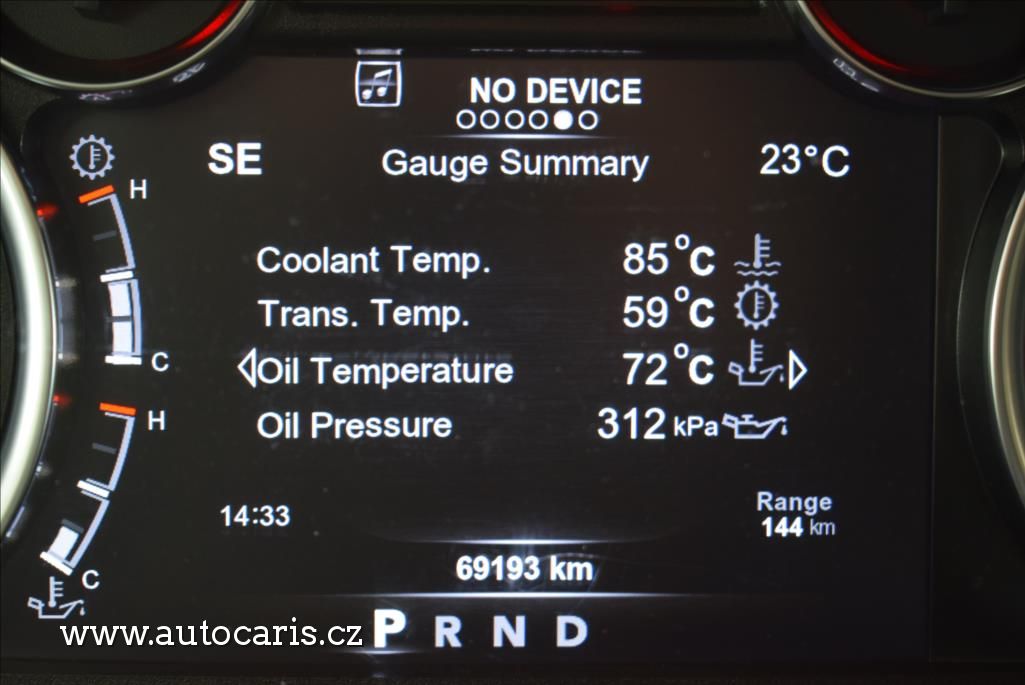 NO DEVICE
SE Gauge Summary 23°C
H
Coolant Temp. 85°C
Trans. Temp. 59°C
C
Oil Temperature 72°C
H
Oil Pressure 312 kPa
14:33
Range
144 km
69193 km
C
P R N D
www.autocaris.cz